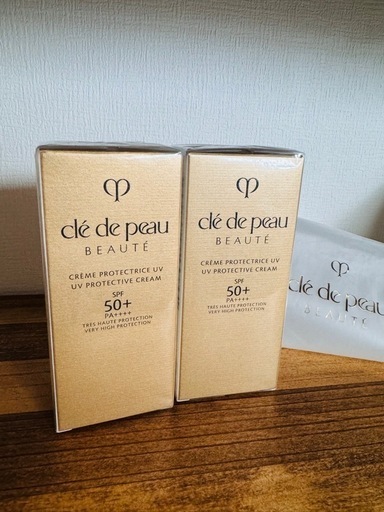 clé de peau
BEAUTÉ
CRÈME PROTECTRICE UV
UV PROTECTIVE CREAM
SPF
50+
PA++++
TRÈS HAUTE PROTECTION
VERY HIGH PROTECTION
clé de peau
BEAUTÉ
CRÈME PROTECTRICE UV
UV PROTECTIVE CREAM
SPF
50+
PA++++
TRÈS HAUTE PROTECTION
VERY HIGH PROTECTION
clé de peau
BEAUTÉ